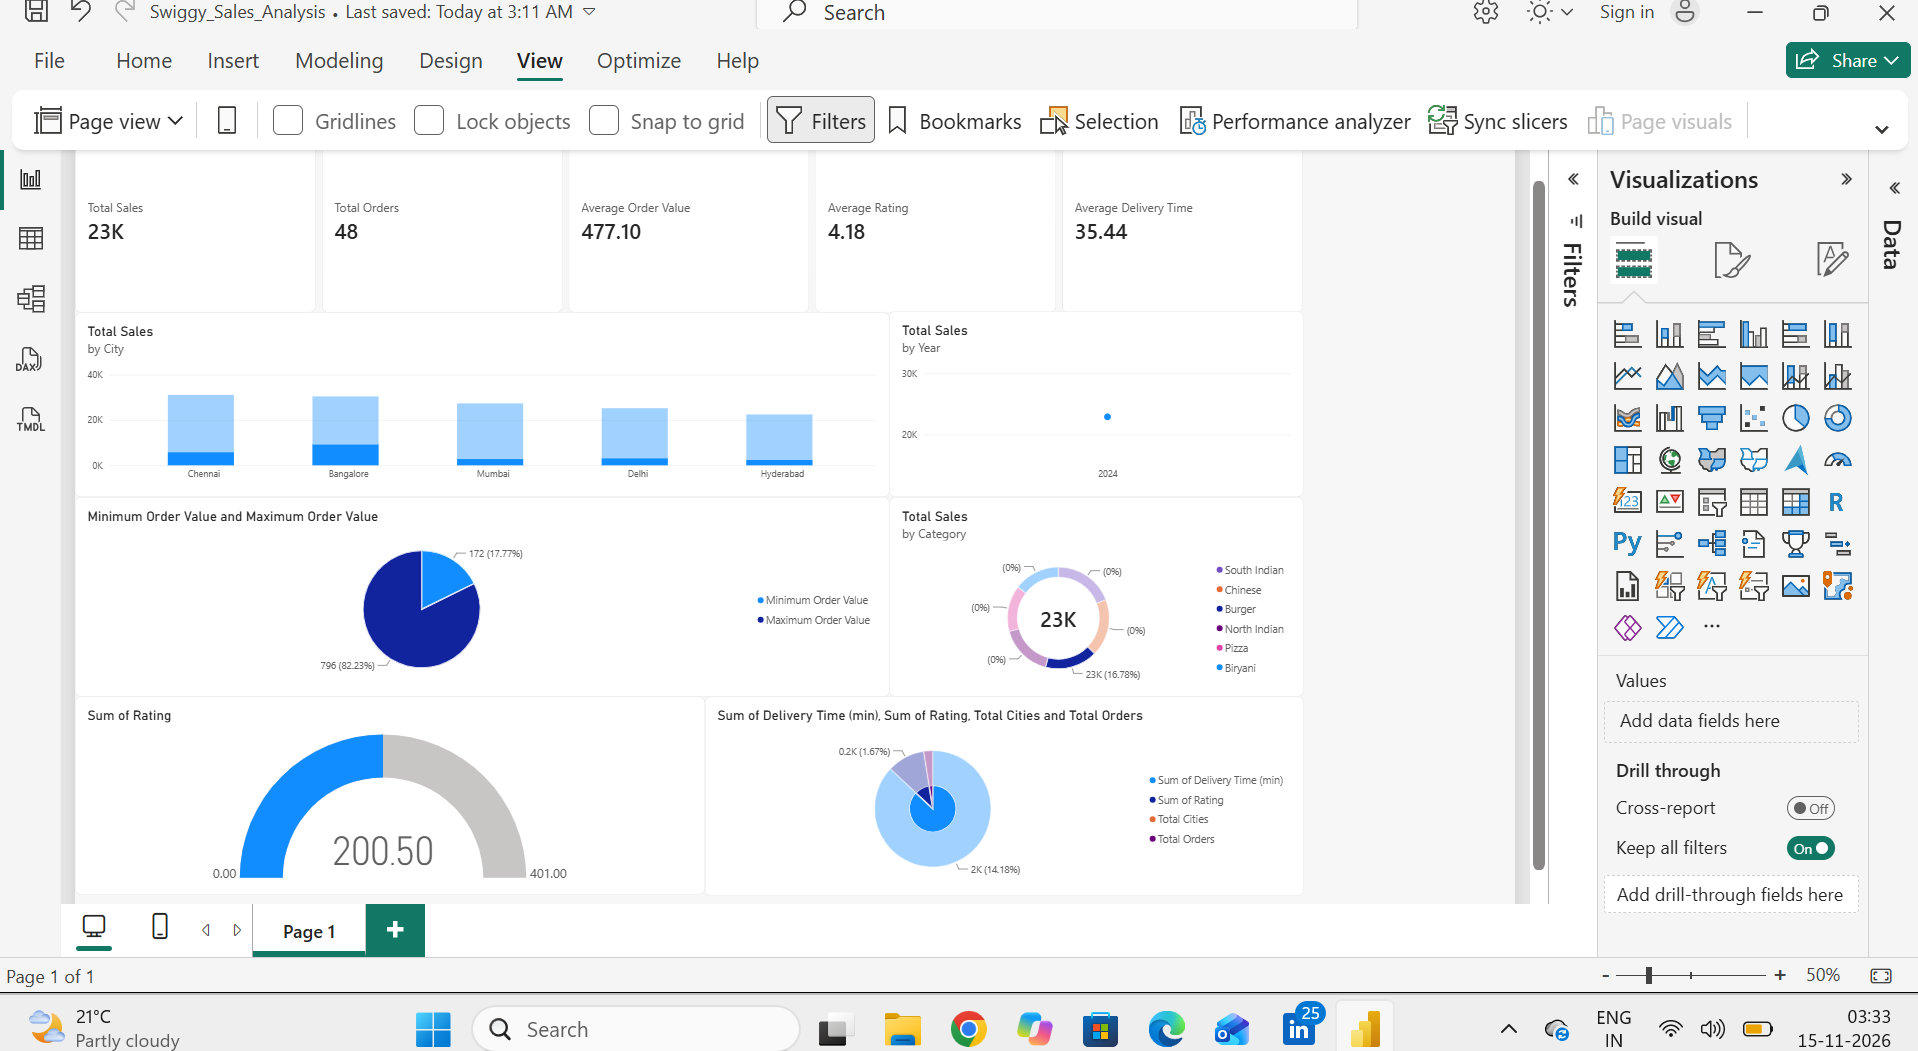 Swiggy_Sales_Analysis • Last saved: Today at 3:11 AM
Search
Sign in
File Home Insert Modeling Design View Optimize Help
Share
Page view
Gridlines
Lock objects
Snap to grid
Filters
Bookmarks
Selection
Performance analyzer
Sync slicers
Page visuals
DAX
TMDL
Total Sales
23K
Total Orders
48
Average Order Value
477.10
Average Rating
4.18
Average Delivery Time
35.44
Total Sales
by City
40K
20K
0K
Chennai Bangalore Mumbai Delhi Hyderabad
Total Sales
by Year
30K
20K
2024
Minimum Order Value and Maximum Order Value
172 (17.77%)
796 (82.23%)
Minimum Order Value
Maximum Order Value
Total Sales
by Category
(0%)
(0%)
(0%)
(0%)
(0%)
23K (16.78%)
23K
South Indian
Chinese
Burger
North Indian
Pizza
Biryani
Sum of Rating
200.50
0.00
401.00
Sum of Delivery Time (min), Sum of Rating, Total Cities and Total Orders
0.2K (1.67%)
2K (14.18%)
Sum of Delivery Time (min)
Sum of Rating
Total Cities
Total Orders
Filters
Visualizations
Build visual
123
R
Py
...
Values
Add data fields here
Drill through
Cross-report
Off
Keep all filters
On
Add drill-through fields here
Data
Page 1
+
Page 1 of 1
- + 50%
21°C
Partly cloudy
Search
25
in
ENG
IN
03:33
15-11-2026